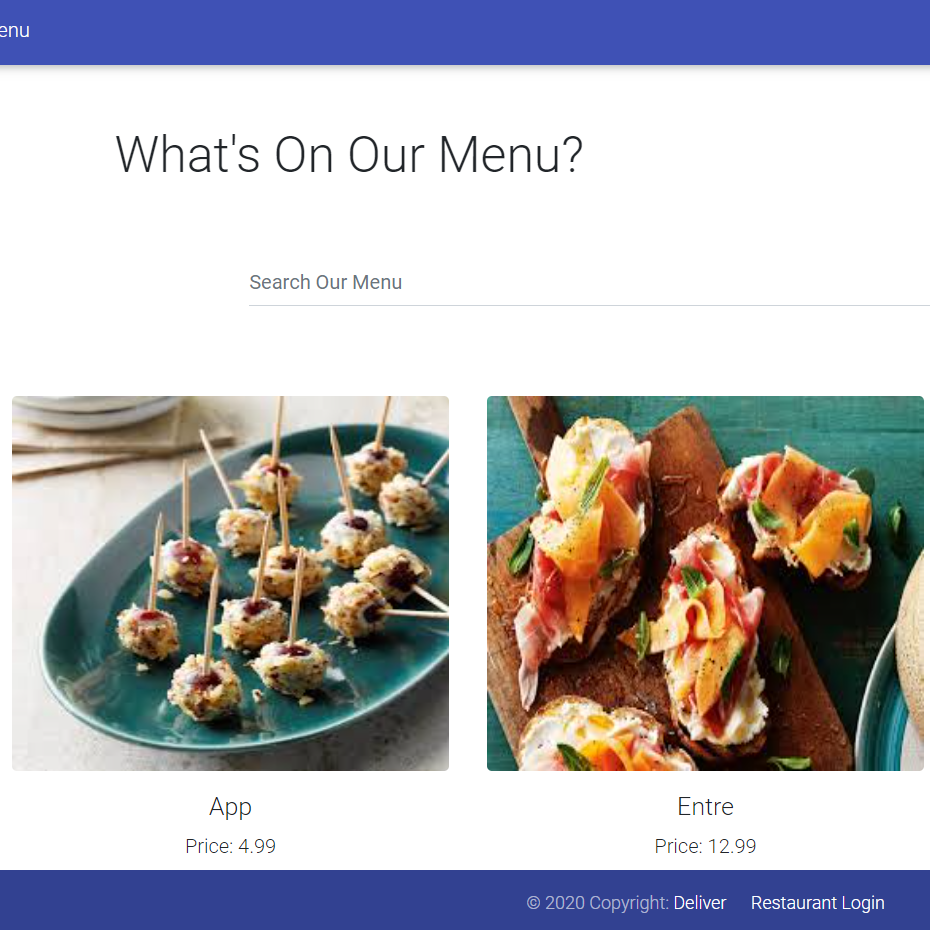 enu
What's On Our Menu?
Search Our Menu
App
Entre
Price: 4.99
Price: 12.99
© 2020 Copyright: Deliver Restaurant Login